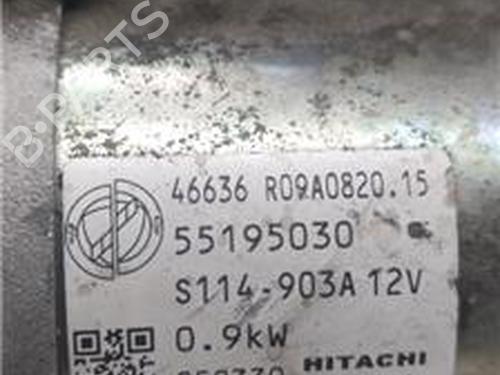 B-PARTS
46636 R09A0820.15
55195030
S114-903A 12V
0.9kW
HITACHI